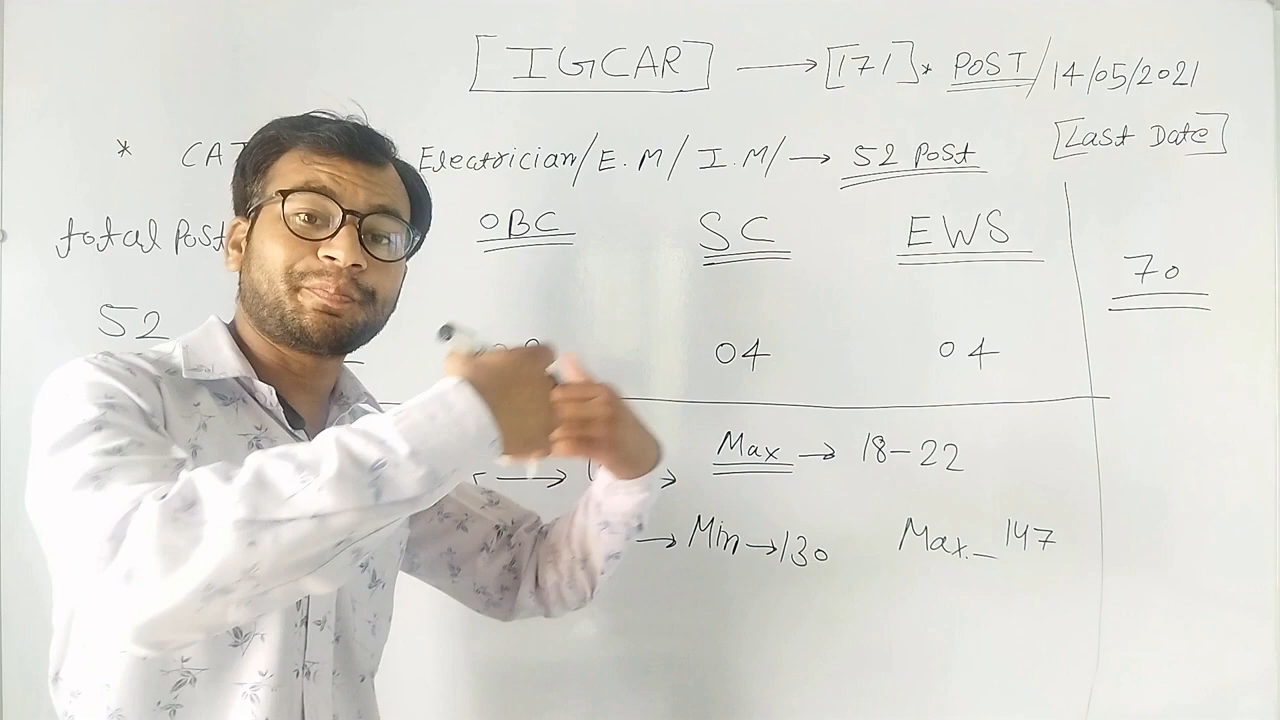 [IGCAR] → [171]* POST/14/05/2021
[Last Date]
* CAT Electrician/E.M/I.M/→ 52 Post
total Post OBC SC EWS
70
52 04 04
→ Max → 18-22
→ Min → 130 Max - 147